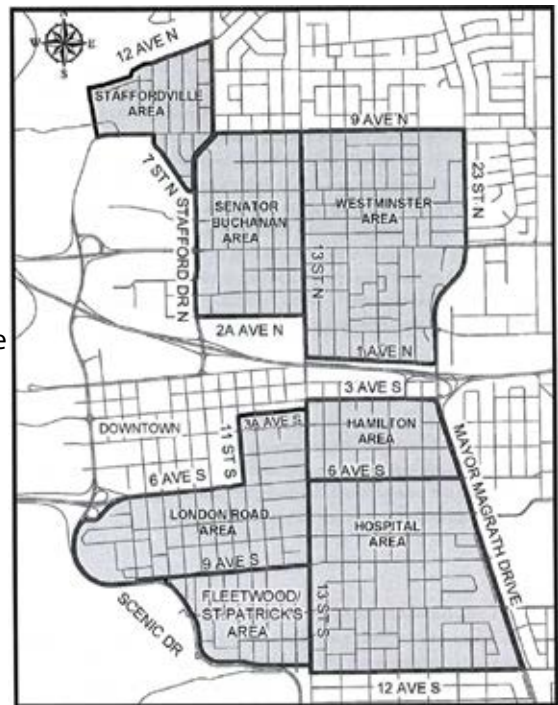 N
W
E
S
12 AVE N
STAFFORDVILLE
AREA
9 AVE N
7 ST N
STAFFORD DR N
SENATOR
BUCHANAN
AREA
WESTMINSTER
AREA
23 ST N
13 ST N
2A AVE N
1 AVE N
e
3 AVE S
DOWNTOWN
11 ST S
3A AVE S
HAMILTON
AREA
MAYOR MAGRATH DRIVE
6 AVE S
6 AVE S
LONDON ROAD
AREA
HOSPITAL
AREA
9 AVE S
SCENIC DR
FLEETWOOD/
ST.PATRICK'S
AREA
13 ST S
12 AVE S